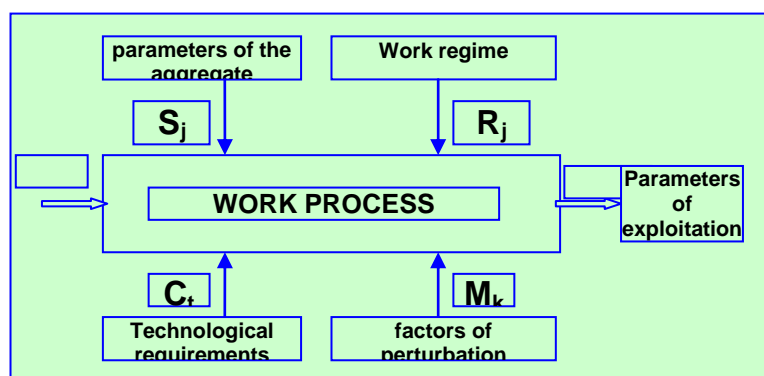 parameters of the
aggregate
Work regime
Sj
Rj
WORK PROCESS
Parameters
of
exploitation
Ct
Mk
Technological
requirements
factors of
perturbation